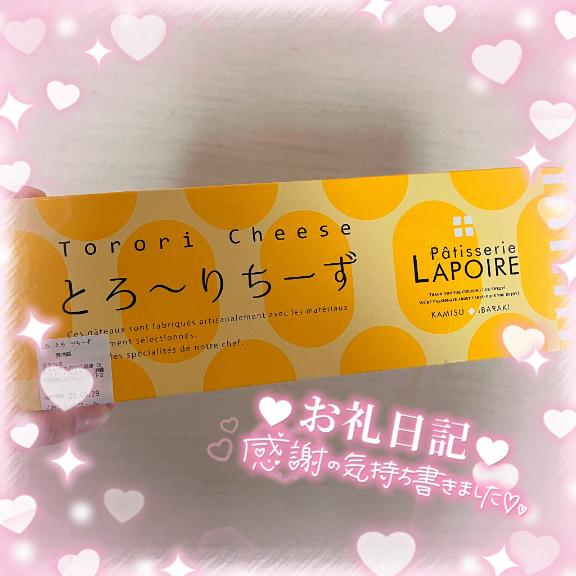 Torori Cheese
とろ〜りちーず
Ces gâteaux sont fabriqués artisanalement avec les matériaux
ment sélectionnés.
les spécialités de notre chef.
Pâtisserie
LAPOIRE
KAMISU IBARAKI
お礼日記
感謝の気持ち書きました